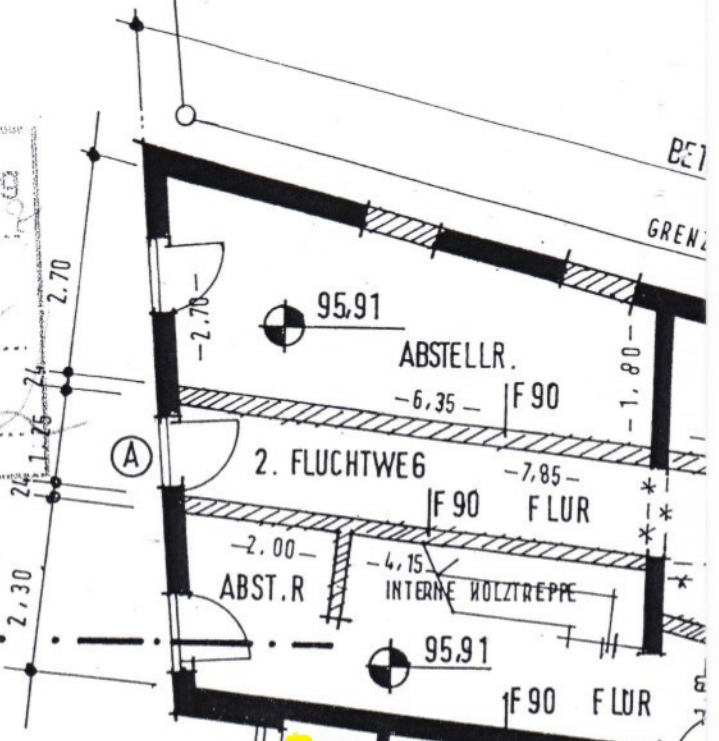 BET
GRENZ
2.70
—2.70—
95,91
ABSTELLR.
—1,80—
24
—6,35—
F 90
1.25
A
2. FLUCHTWEG
—7,85—
24
F 90
FLUR
—2.00—
—4,15—
ABST.R
INTERNE HOLZTREPPE
2,30
95,91
F 90
FLUR